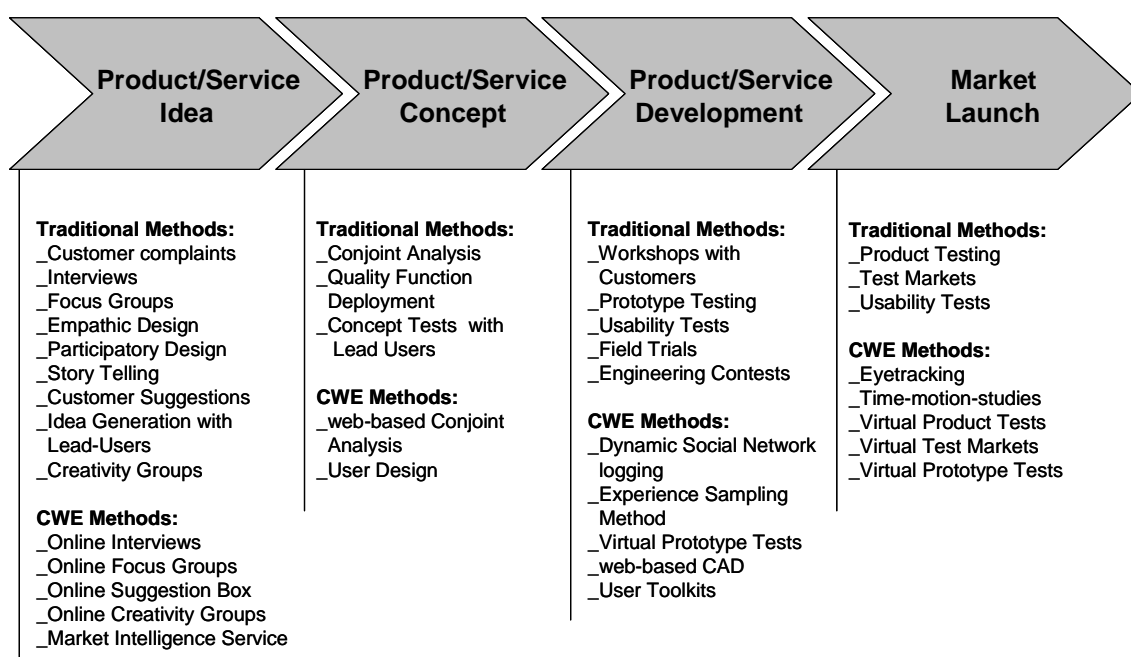 Product/Service
Idea
Product/Service
Concept
Product/Service
Development
Market
Launch
Traditional Methods:
_Customer complaints
_Interviews
_Focus Groups
_Empathic Design
_Participatory Design
_Story Telling
_Customer Suggestions
_Idea Generation with
Lead-Users
_Creativity Groups
CWE Methods:
_Online Interviews
_Online Focus Groups
_Online Suggestion Box
_Online Creativity Groups
_Market Intelligence Service
Traditional Methods:
_Conjoint Analysis
_Quality Function
Deployment
_Concept Tests with
Lead Users
CWE Methods:
_web-based Conjoint
Analysis
_User Design
Traditional Methods:
_Workshops with
Customers
_Prototype Testing
_Usability Tests
_Field Trials
_Engineering Contests
CWE Methods:
_Dynamic Social Network
logging
_Experience Sampling
Method
_Virtual Prototype Tests
_web-based CAD
_User Toolkits
Traditional Methods:
_Product Testing
_Test Markets
_Usability Tests
CWE Methods:
_Eyetracking
_Time-motion-studies
_Virtual Product Tests
_Virtual Test Markets
_Virtual Prototype Tests